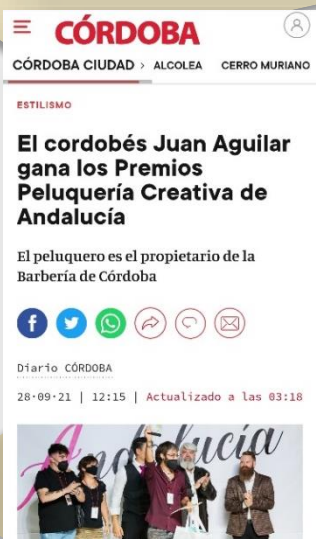 CÓRDOBA
CÓRDOBA CIUDAD > ALCOLEA CERRO MURIANO
ESTILISMO
El cordobés Juan Aguilar
gana los Premios
Peluquería Creativa de
Andalucía
El peluquero es el propietario de la
Barbería de Córdoba
Diario CÓRDOBA
28·09·21 | 12:15 | Actualizado a las 03:18
Andalucía